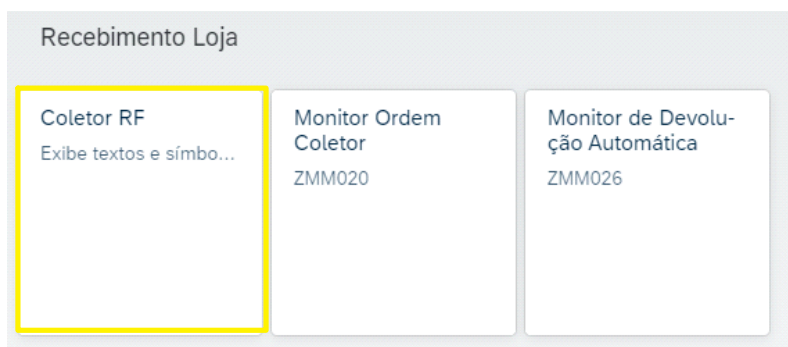 Recebimento Loja
Coletor RF
Exibe textos e símbo...
Monitor Ordem
Coletor
ZMM020
Monitor de Devolu-
ção Automática
ZMM026